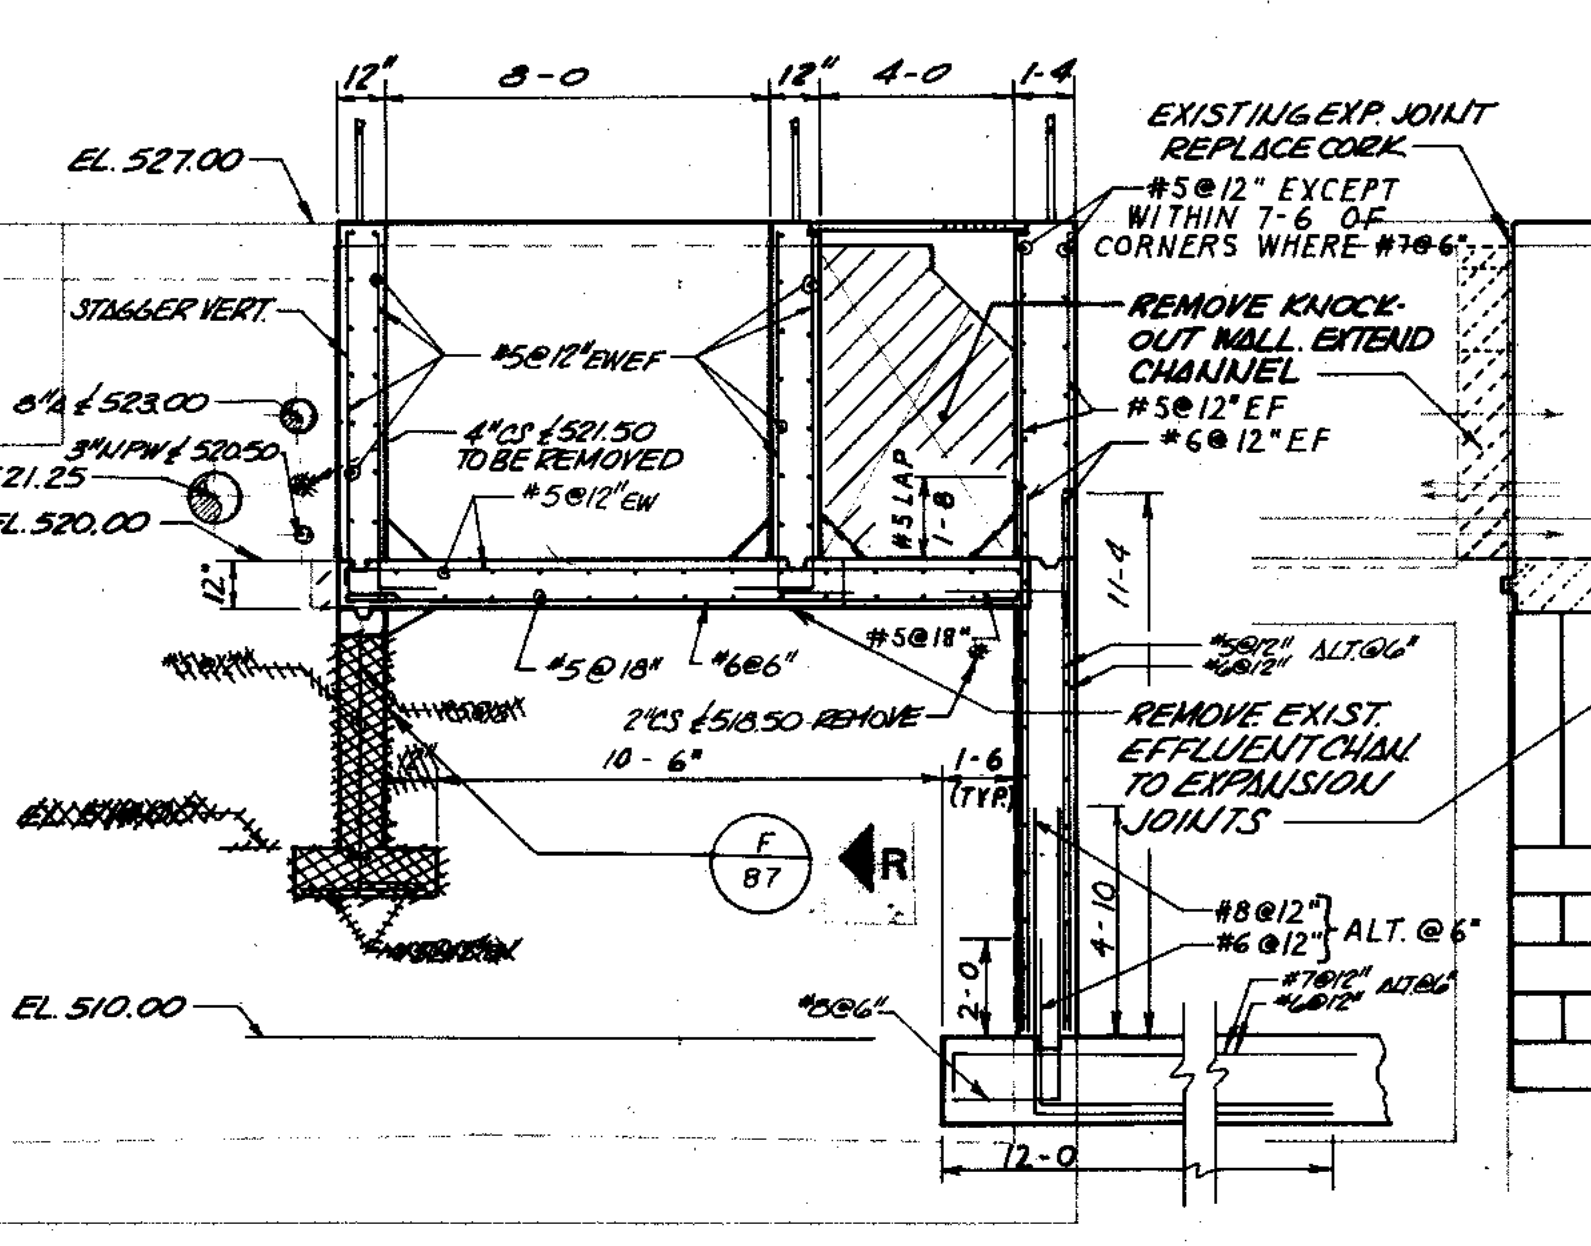 12" 8-0 12" 4-0 1-4
EXISTING EXP. JOINT
REPLACE CORK
EL. 527.00
#5@12" EXCEPT
WITHIN 7-6 OF
CORNERS WHERE #7@6"
STAGGER VERT.
REMOVE KNOCK-
OUT WALL. EXTEND
CHANNEL
#5@12" EWEF
8"A ℄ 523.00
#5@12" EF
4"CS ℄ 521.50
TO BE REMOVED
#6@12" EF
3"NPW ℄ 520.50
21.25
#5@12" EW
#5 LAP
1-8
EL. 520.00
12"
11-4
#5@18"
#5@12" ALT.@6"
#6@12"
#5@18" #6@6"
2"CS ℄ 518.50 REMOVE
REMOVE EXIST.
EFFLUENT CHAN.
TO EXPANSION
JOINTS
10-6"
1-6
(TYP.)
F
87
R
4-10
#8@12"
#6@12"
ALT. @ 6"
2-0
#7@12" ALT.@6"
#6@12"
EL. 510.00
#8@6"
12-0